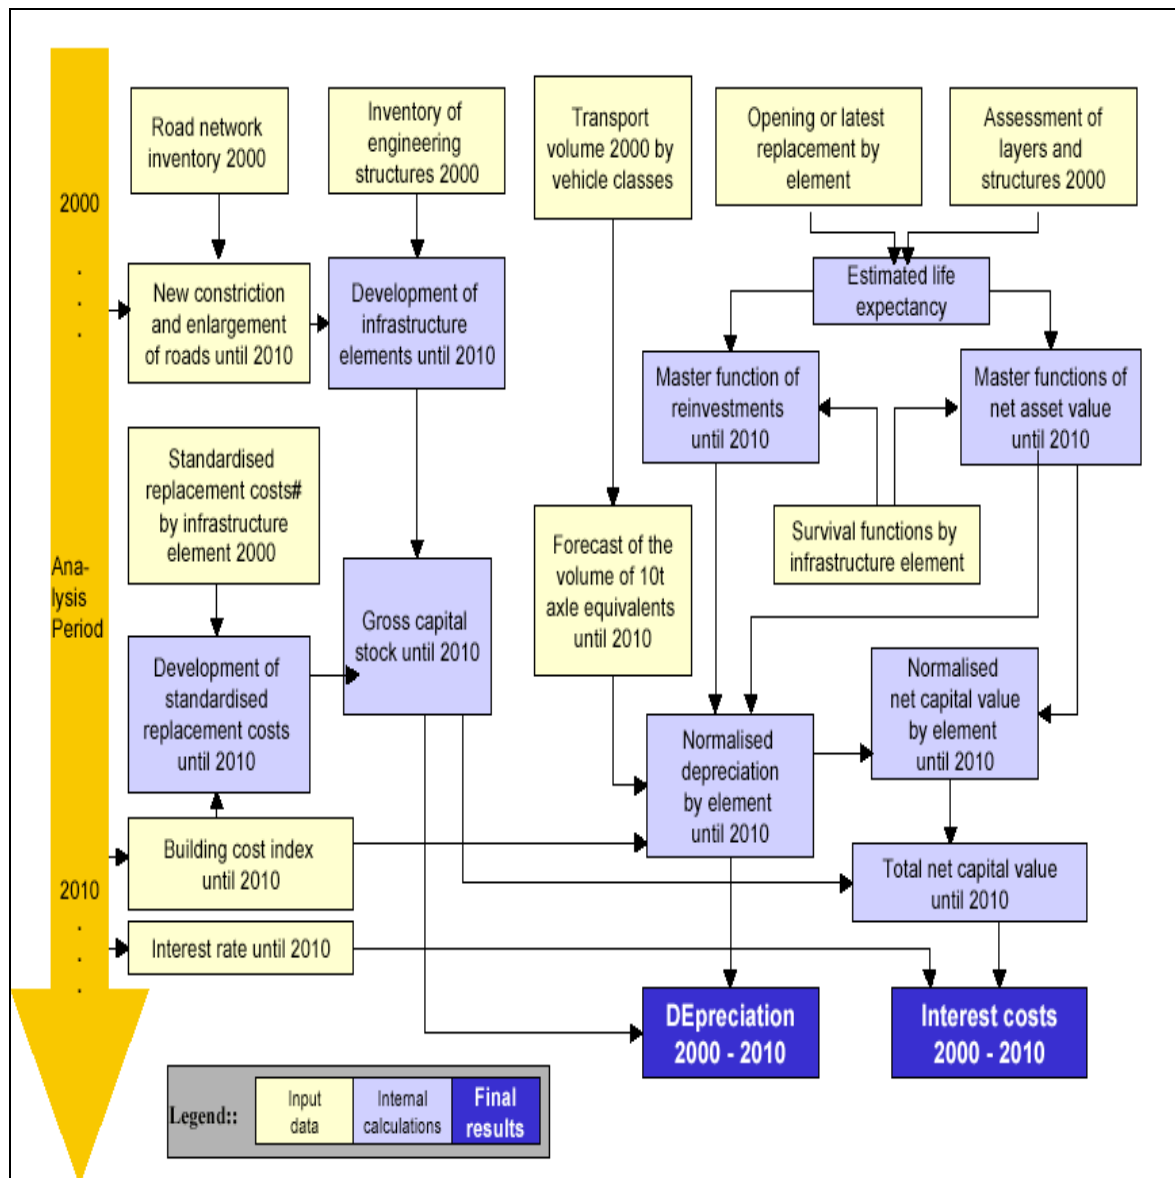 Road network
inventory 2000
Inventory of
engineering
structures 2000
Transport
volume 2000 by
vehicle classes
Opening or latest
replacement by
element
Assessment of
layers and
structures 2000
2000
.
.
.
New constriction
and enlargement
of roads until 2010
Development of
infrastructure
elements until 2010
Estimated life
expectancy
Master function of
reinvestments
until 2010
Master functions of
net asset value
until 2010
Standardised
replacement costs#
by infrastructure
element 2000
Forecast of the
volume of 10t
axle equivalents
until 2010
Survival functions by
infrastructure element
Ana-
lysis
Period
Gross capital
stock until 2010
Development of
standardised
replacement costs
until 2010
Normalised
net capital value
by element
until 2010
Normalised
depreciation
by element
until 2010
Building cost index
until 2010
Total net capital value
until 2010
2010
.
.
.
Interest rate until 2010
DEpreciation
2000 - 2010
Interest costs
2000 - 2010
Legend::
Input
data
Internal
calculations
Final
results